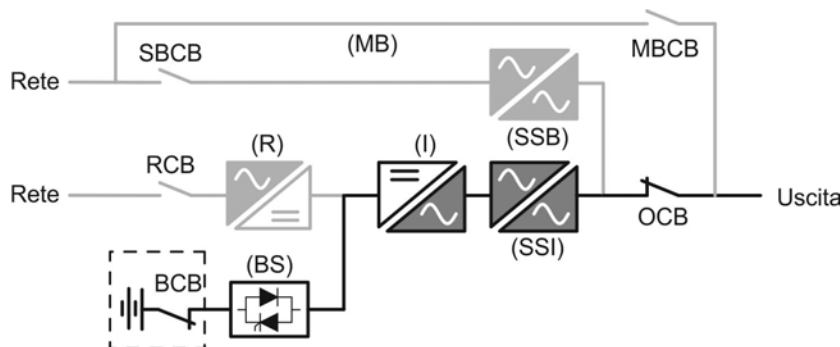 (MB)
MBCB
SBCB
Rete
(SSB)
RCB
(R)
(I)
Rete
Uscita
OCB
(SSI)
BCB
(BS)